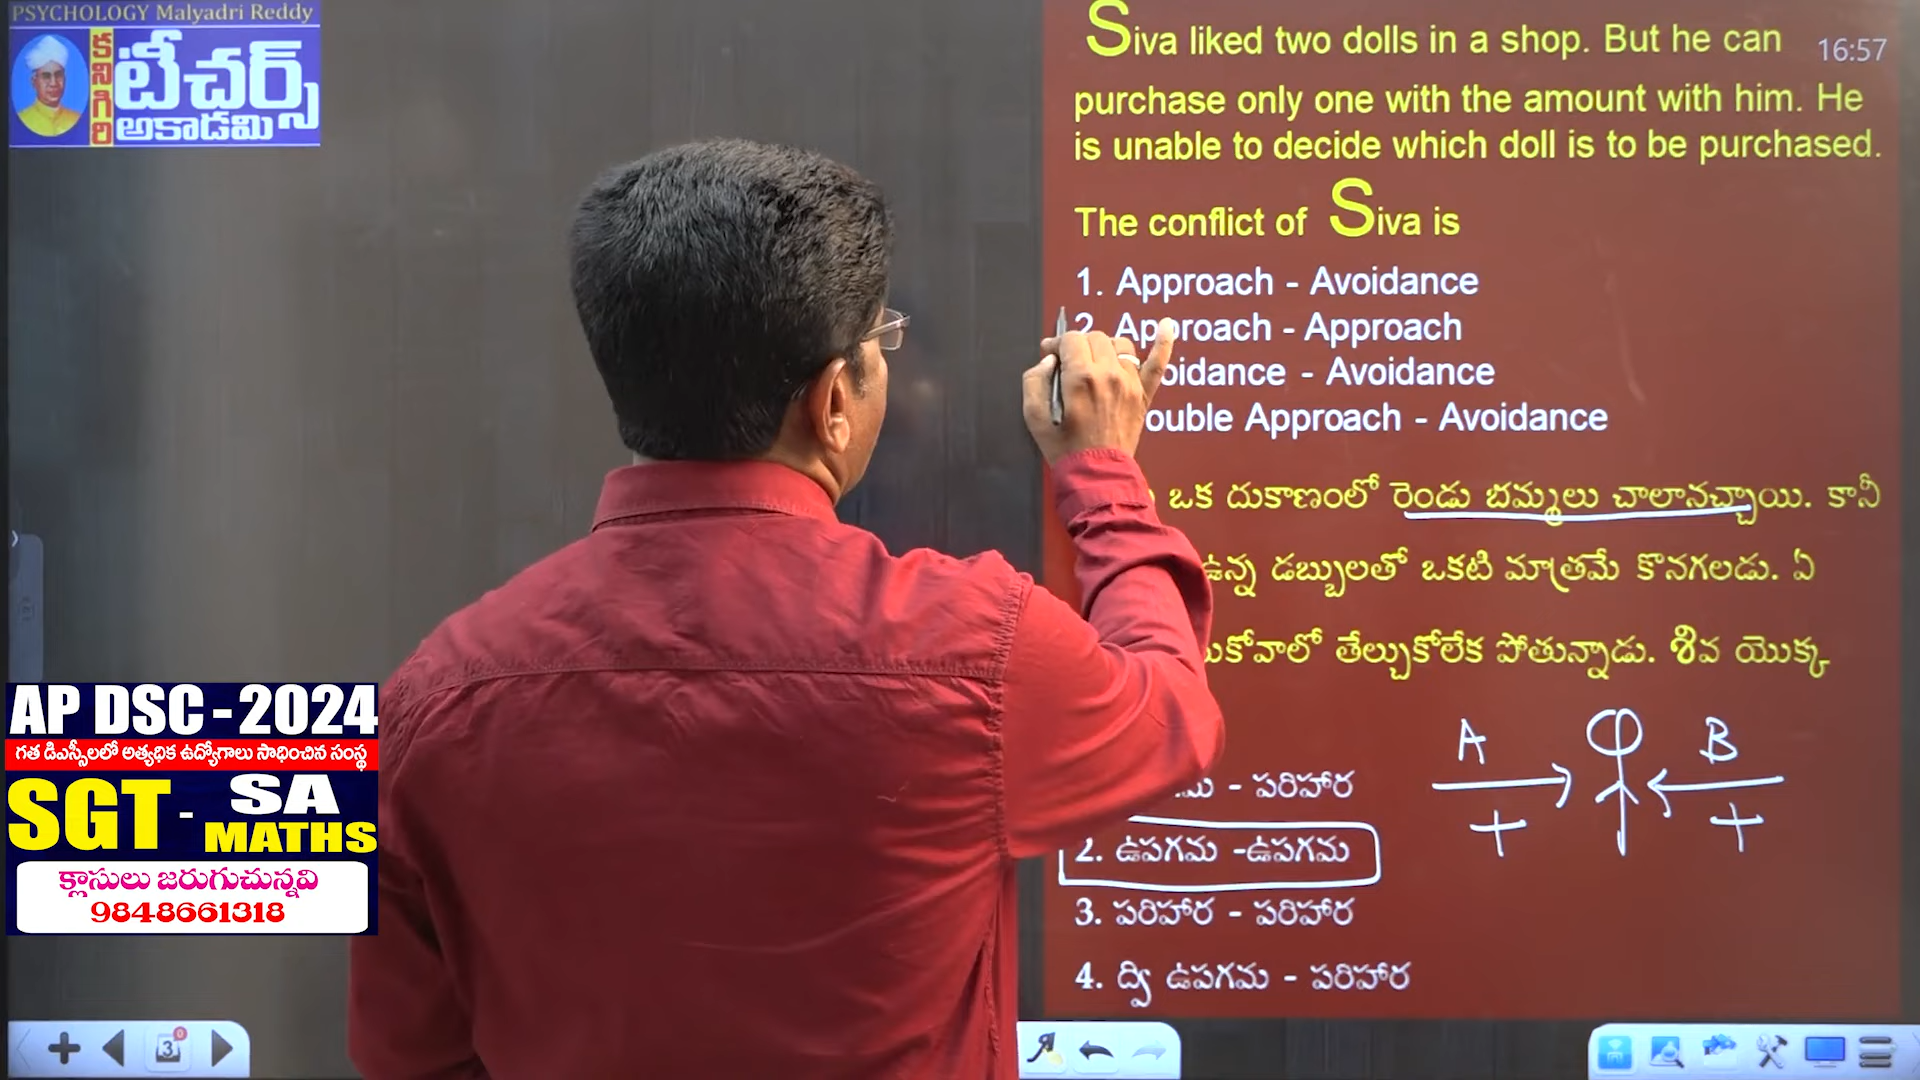 PSYCHOLOGY Malyadri Reddy
కనిగిరి
టీచర్స్
అకాడమి
16:57
Siva liked two dolls in a shop. But he can
purchase only one with the amount with him. He
is unable to decide which doll is to be purchased.
The conflict of Siva is
1. Approach - Avoidance
2. Approach - Approach
oidance - Avoidance
ouble Approach - Avoidance
ఒక దుకాణంలో రెండు బమ్మలు చాలానచ్చాయి. కానీ
ఉన్న డబ్బులతో ఒకటి మాత్రమే కొనగలడు. ఏ
కోవాలో తేల్చుకోలేక పోతున్నాడు. శివ యొక్క
A B
+ +
- పరిహార
2. ఉపగమ -ఉపగమ
3. పరిహార - పరిహార
4. ద్వి ఉపగమ - పరిహార
AP DSC-2024
గత డిఎస్సీలలో అత్యధిక ఉద్యోగాలు సాధించిన సంస్థ
SGT - SA MATHS
క్లాసులు జరుగుచున్నవి
9848661318
3
0